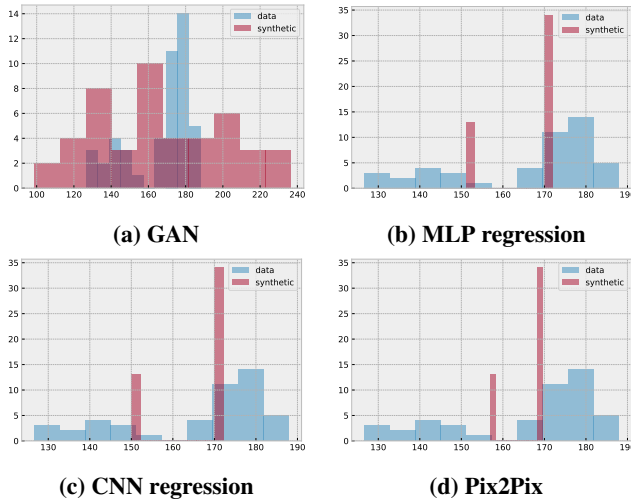 14
12
10
8
6
4
2
0
100 120 140 160 180 200 220 240
data
synthetic
(a) GAN
35
30
25
20
15
10
5
0
130 140 150 160 170 180 190
data
synthetic
(b) MLP regression
35
30
25
20
15
10
5
0
130 140 150 160 170 180 190
data
synthetic
(c) CNN regression
35
30
25
20
15
10
5
0
130 140 150 160 170 180 190
data
synthetic
(d) Pix2Pix